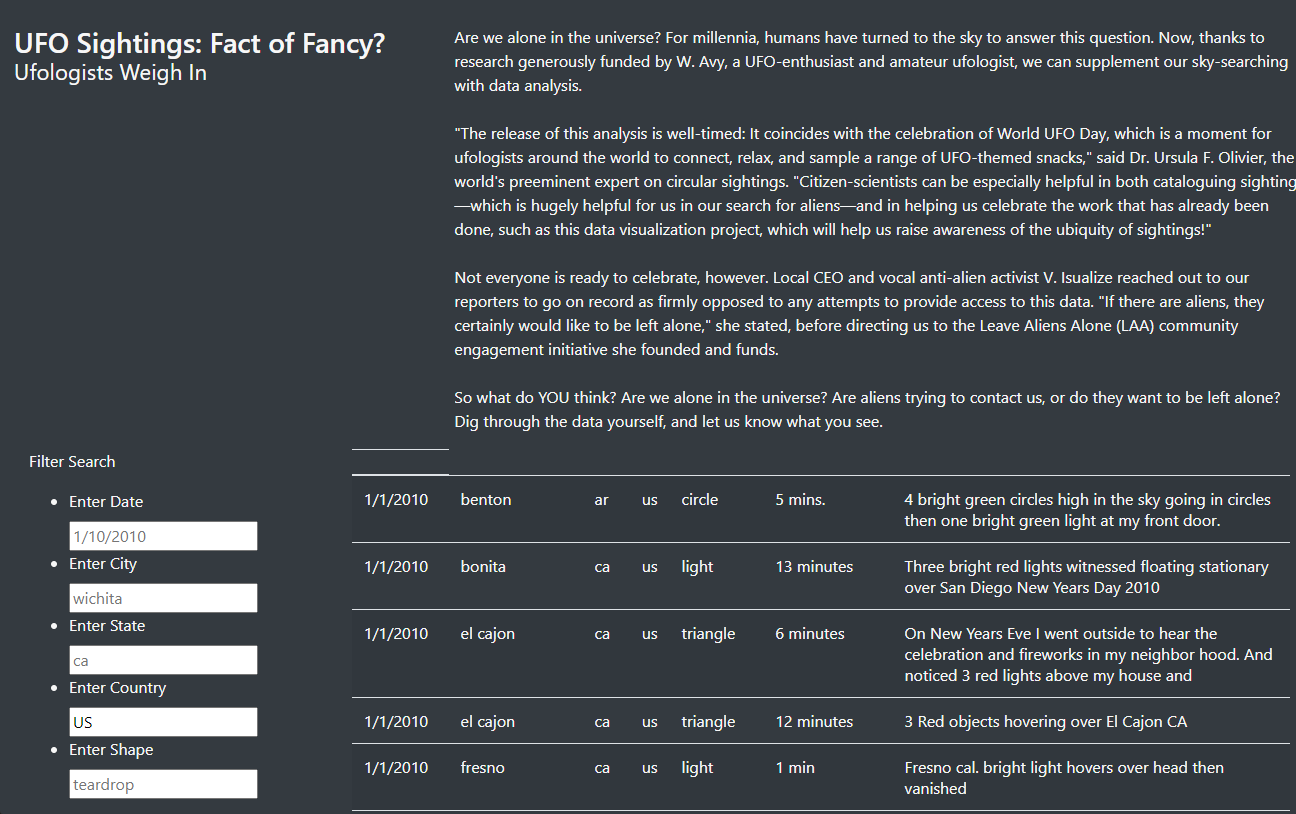 UFO Sightings: Fact of Fancy?
Ufologists Weigh In
Are we alone in the universe? For millennia, humans have turned to the sky to answer this question. Now, thanks to
research generously funded by W. Avy, a UFO-enthusiast and amateur ufologist, we can supplement our sky-searching
with data analysis.
"The release of this analysis is well-timed: It coincides with the celebration of World UFO Day, which is a moment for
ufologists around the world to connect, relax, and sample a range of UFO-themed snacks," said Dr. Ursula F. Olivier, the
world's preeminent expert on circular sightings. "Citizen-scientists can be especially helpful in both cataloguing sighting
—which is hugely helpful for us in our search for aliens—and in helping us celebrate the work that has already been
done, such as this data visualization project, which will help us raise awareness of the ubiquity of sightings!"
Not everyone is ready to celebrate, however. Local CEO and vocal anti-alien activist V. Isualize reached out to our
reporters to go on record as firmly opposed to any attempts to provide access to this data. "If there are aliens, they
certainly would like to be left alone," she stated, before directing us to the Leave Aliens Alone (LAA) community
engagement initiative she founded and funds.
So what do YOU think? Are we alone in the universe? Are aliens trying to contact us, or do they want to be left alone?
Dig through the data yourself, and let us know what you see.
Filter Search
Enter Date
1/10/2010
Enter City
wichita
Enter State
ca
Enter Country
US
Enter Shape
teardrop
1/1/2010 benton ar us circle 5 mins. 4 bright green circles high in the sky going in circles
then one bright green light at my front door.
1/1/2010 bonita ca us light 13 minutes Three bright red lights witnessed floating stationary
over San Diego New Years Day 2010
1/1/2010 el cajon ca us triangle 6 minutes On New Years Eve I went outside to hear the
celebration and fireworks in my neighbor hood. And
noticed 3 red lights above my house and
1/1/2010 el cajon ca us triangle 12 minutes 3 Red objects hovering over El Cajon CA
1/1/2010 fresno ca us light 1 min Fresno cal. bright light hovers over head then
vanished